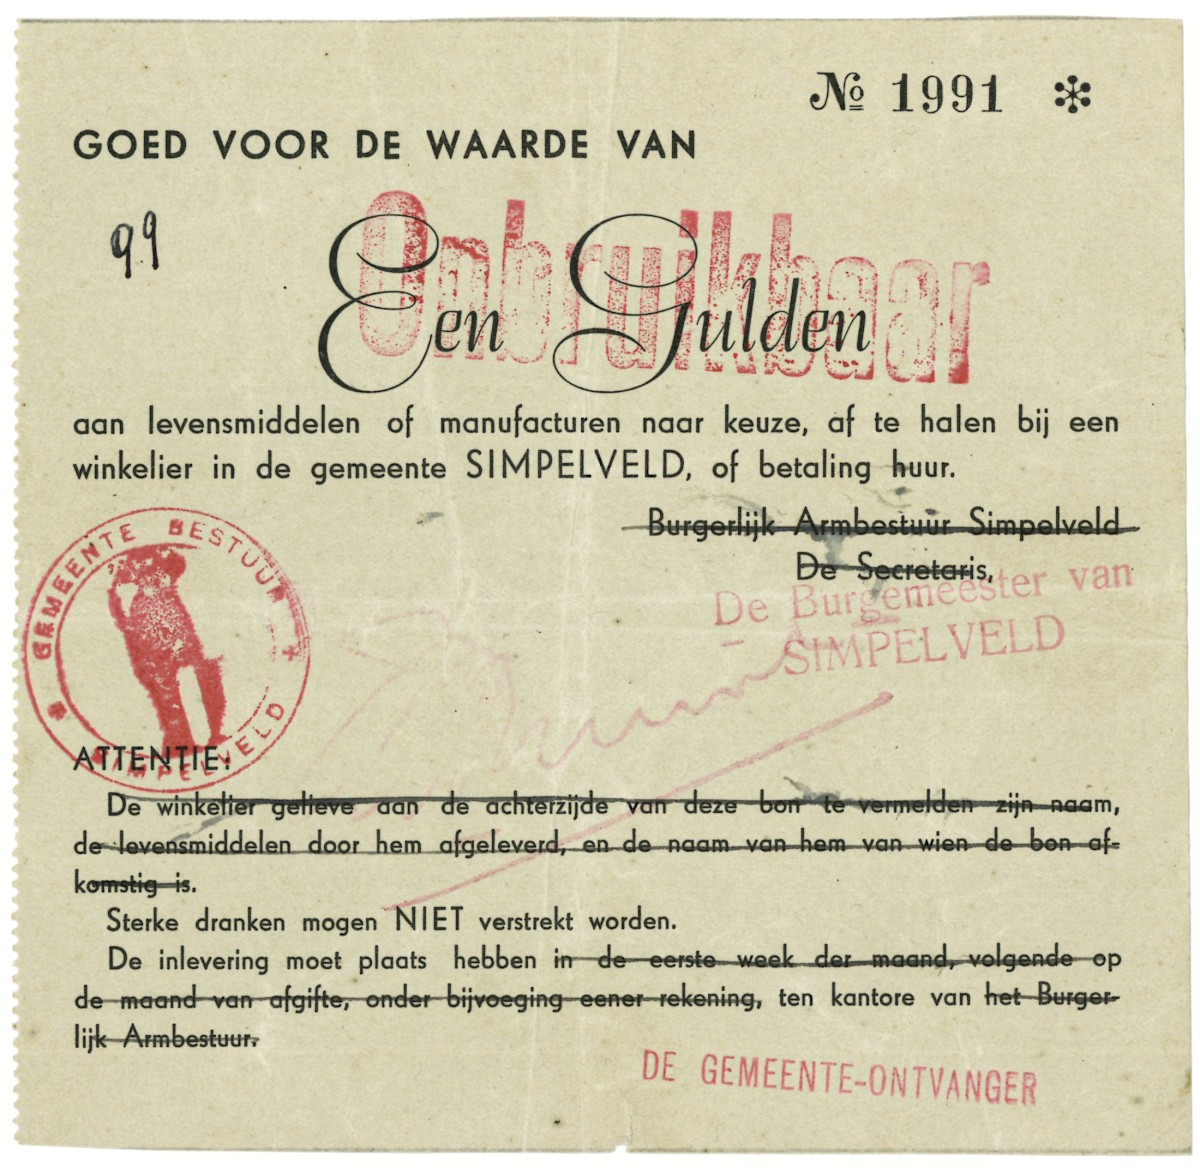 № 1991 *
GOED VOOR DE WAARDE VAN
99
Onbruikbaar
Een Gulden
aan levensmiddelen of manufacturen naar keuze, af te halen bij een
winkelier in de gemeente SIMPELVELD, of betaling huur.
Burgerlijk Armbestuur Simpelveld
De Secretaris,
De Burgemeester van
SIMPELVELD
GEMEENTE BESTUUR
SIMPELVELD
ATTENTIE:
De winkelier gelieve aan de achterzijde van deze bon te vermelden zijn naam,
de levensmiddelen door hem afgeleverd, en de naam van hem van wien de bon af-
komstig is.
Sterke dranken mogen NIET verstrekt worden.
De inlevering moet plaats hebben in de eerste week der maand, volgende op
de maand van afgifte, onder bijvoeging eener rekening, ten kantore van het Burger-
lijk Armbestuur.
DE GEMEENTE-ONTVANGER